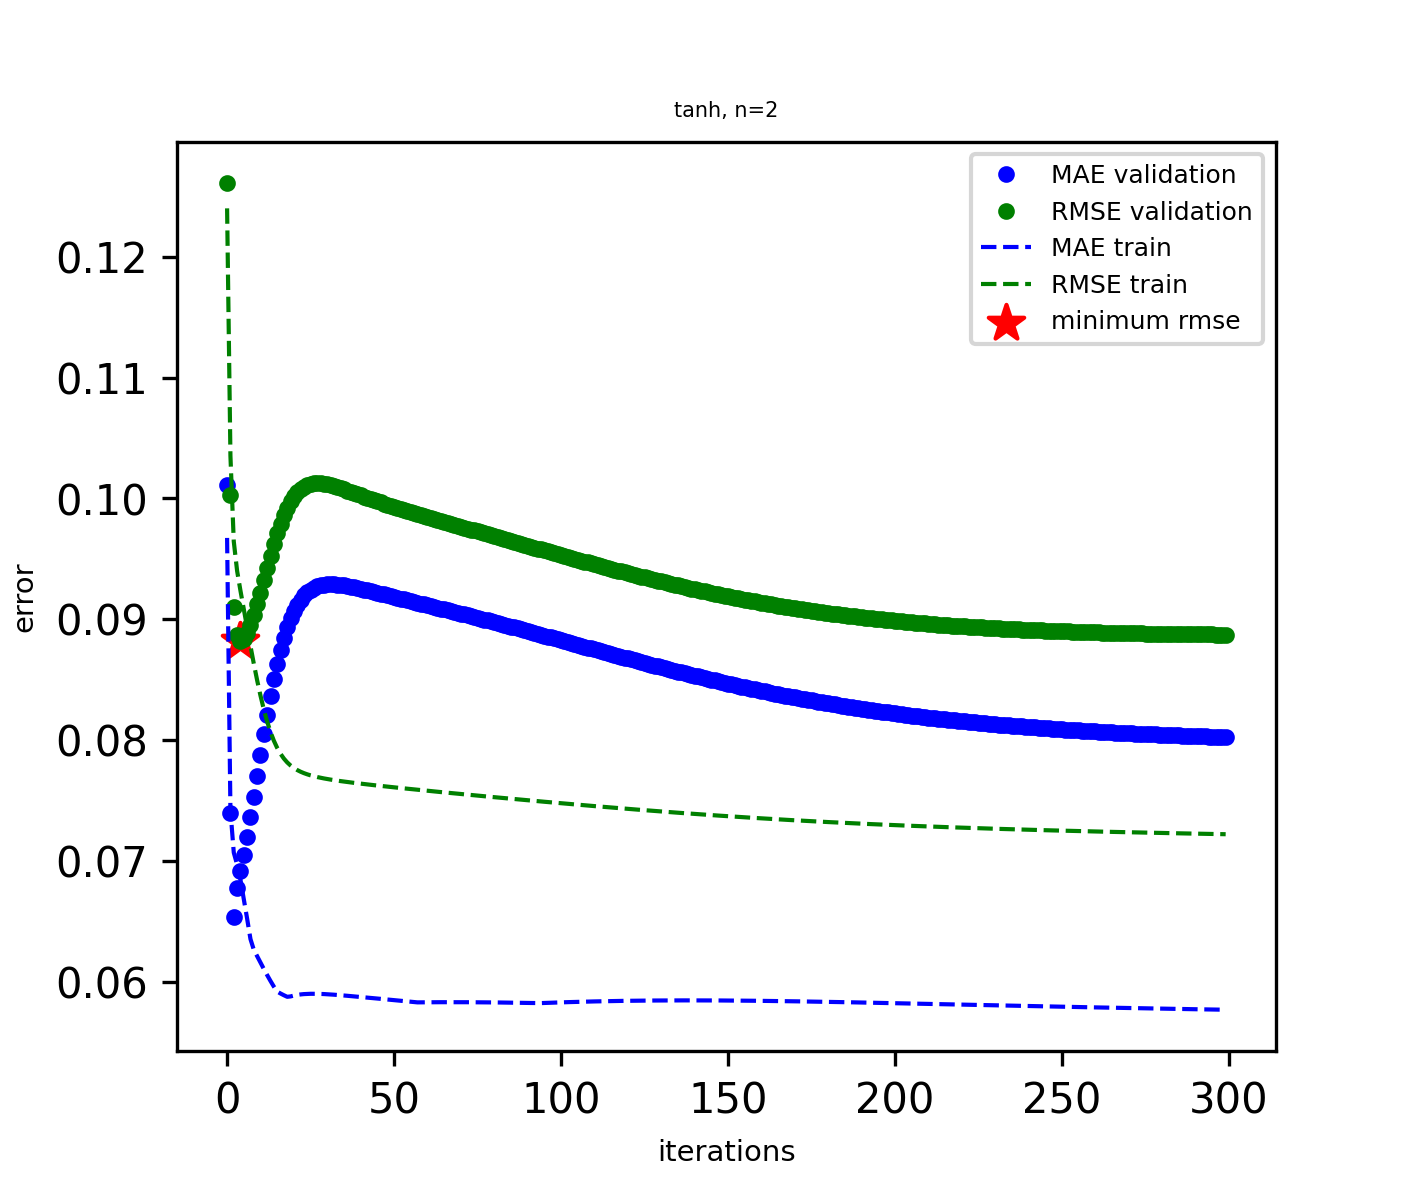 tanh, n=2
MAE validation
RMSE validation
MAE train
RMSE train
minimum rmse
0.12
0.11
0.10
0.09
0.08
0.07
0.06
error
0 50 100 150 200 250 300
iterations